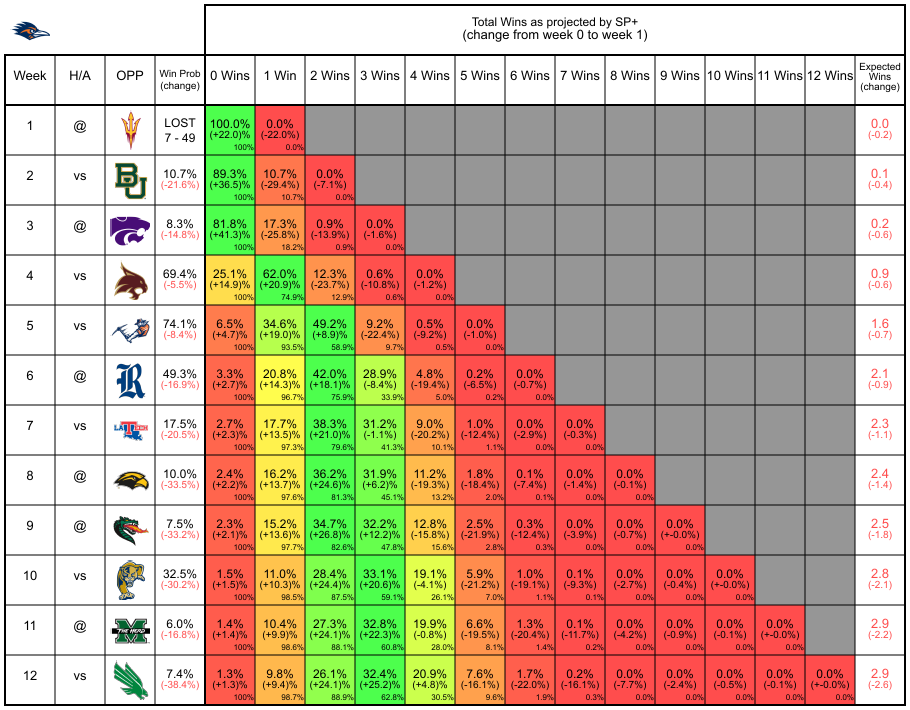 Total Wins as projected by SP+
(change from week 0 to week 1)
Week H/A OPP Win Prob (change) 0 Wins 1 Win 2 Wins 3 Wins 4 Wins 5 Wins 6 Wins 7 Wins 8 Wins 9 Wins 10 Wins 11 Wins 12 Wins Expected Wins (change)
1 @ LOST 100.0% 0.0% 0.0
7 - 49 (+22.0)% (-22.0%) (-0.2)
100% 0.0%
2 vs BU 10.7% 89.3% 10.7% 0.0% 0.1
(-21.6%) (+36.5)% (-29.4%) (-7.1%) (-0.4)
100% 10.7% 0.0%
3 @ 8.3% 81.8% 17.3% 0.9% 0.0% 0.2
(-14.8%) (+41.3)% (-25.8%) (-13.9%) (-1.6%) (-0.6)
100% 18.2% 0.9% 0.0%
4 vs 69.4% 25.1% 62.0% 12.3% 0.6% 0.0% 0.9
(-5.5%) (+14.9)% (+20.9)% (-23.7%) (-10.8%) (-1.2%) (-0.6)
100% 74.9% 12.9% 0.6% 0.0%
5 vs 74.1% 6.5% 34.6% 49.2% 9.2% 0.5% 0.0% 1.6
(-8.4%) (+4.7)% (+19.0)% (+8.9)% (-22.4%) (-9.2%) (-1.0%) (-0.7)
100% 93.5% 58.9% 9.7% 0.5% 0.0%
6 @ R 49.3% 3.3% 20.8% 42.0% 28.9% 4.8% 0.2% 0.0% 2.1
(-16.9%) (+2.7)% (+14.3)% (+18.1)% (-8.4%) (-19.4%) (-6.5%) (-0.7%) (-0.9)
100% 96.7% 75.9% 33.9% 5.0% 0.2% 0.0%
7 vs LA TECH 17.5% 2.7% 17.7% 38.3% 31.2% 9.0% 1.0% 0.0% 0.0% 2.3
(-20.5%) (+2.3)% (+13.5)% (+21.0)% (-1.1%) (-20.2%) (-12.4%) (-2.9%) (-0.3%) (-1.1)
100% 97.3% 79.6% 41.3% 10.1% 1.1% 0.0% 0.0%
8 @ 10.0% 2.4% 16.2% 36.2% 31.9% 11.2% 1.8% 0.1% 0.0% 0.0% 2.4
(-33.5%) (+2.2)% (+13.7)% (+24.6)% (+6.2)% (-19.3%) (-18.4%) (-7.4%) (-1.4%) (-0.1%) (-1.4)
100% 97.6% 81.3% 45.1% 13.2% 2.0% 0.1% 0.0% 0.0%
9 @ 7.5% 2.3% 15.2% 34.7% 32.2% 12.8% 2.5% 0.3% 0.0% 0.0% 0.0% 2.5
(-33.2%) (+2.1)% (+13.6)% (+26.8)% (+12.2)% (-15.8%) (-21.9%) (-12.4%) (-3.9%) (-0.7%) (+-0.0%) (-1.8)
100% 97.7% 82.6% 47.8% 15.6% 2.8% 0.3% 0.0% 0.0% 0.0%
10 vs 32.5% 1.5% 11.0% 28.4% 33.1% 19.1% 5.9% 1.0% 0.1% 0.0% 0.0% 0.0% 2.8
(-30.2%) (+1.5)% (+10.3)% (+24.4)% (+20.6)% (-4.1%) (-21.2%) (-19.1%) (-9.3%) (-2.7%) (-0.4%) (+-0.0%) (-2.1)
100% 98.5% 87.5% 59.1% 26.1% 7.0% 1.1% 0.1% 0.0% 0.0% 0.0%
11 @ M THE HERD 6.0% 1.4% 10.4% 27.3% 32.8% 19.9% 6.6% 1.3% 0.1% 0.0% 0.0% 0.0% 0.0% 2.9
(-16.8%) (+1.4)% (+9.9)% (+24.1)% (+22.3)% (-0.8%) (-19.5%) (-20.4%) (-11.7%) (-4.2%) (-0.9%) (-0.1%) (+-0.0%) (-2.2)
100% 98.6% 88.1% 60.8% 28.0% 8.1% 1.4% 0.2% 0.0% 0.0% 0.0% 0.0%
12 vs 7.4% 1.3% 9.8% 26.1% 32.4% 20.9% 7.6% 1.7% 0.2% 0.0% 0.0% 0.0% 0.0% 0.0% 2.9
(-38.4%) (+1.3)% (+9.4)% (+24.1)% (+25.2)% (+4.8)% (-16.1%) (-22.0%) (-16.1%) (-7.7%) (-2.4%) (-0.5%) (-0.1%) (+-0.0%) (-2.6)
100% 98.7% 88.9% 62.8% 30.5% 9.6% 1.9% 0.3% 0.0% 0.0% 0.0% 0.0% 0.0%